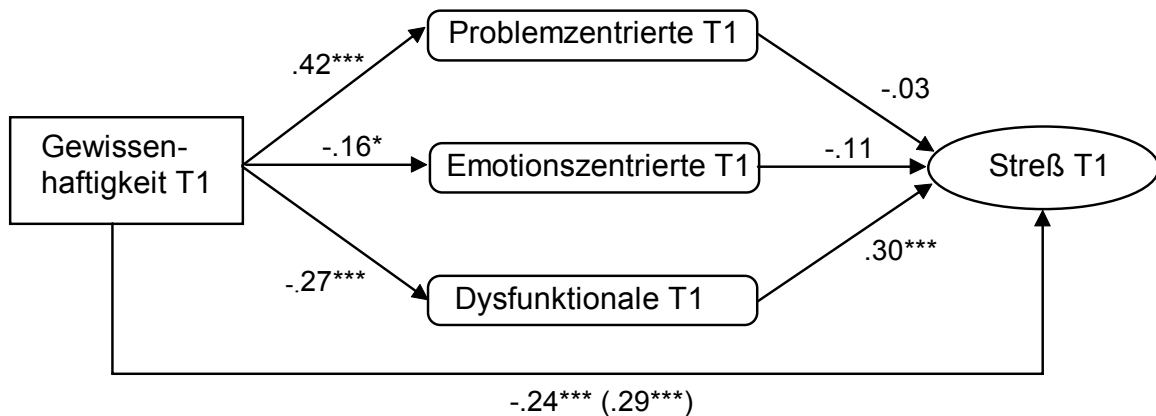 Problemzentrierte T1
.42***
-.03
Gewissen-
haftigkeit T1
-.16*
Emotionszentrierte T1
-.11
Streß T1
-.27***
Dysfunktionale T1
.30***
-.24*** (.29***)